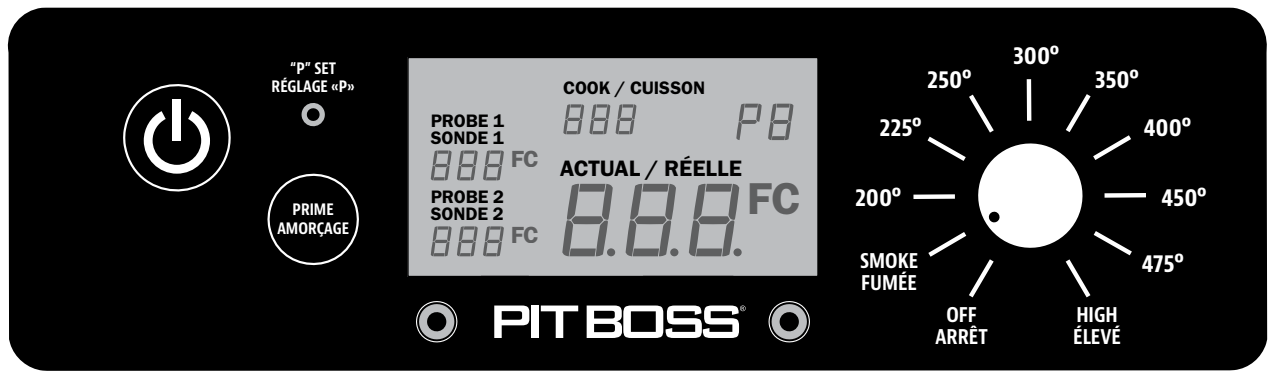 "P" SET
RÉGLAGE «P»
PRIME
AMORÇAGE
COOK / CUISSON
888
P8
PROBE 1
SONDE 1
888 FC
ACTUAL / RÉELLE
8.8.8. FC
PROBE 2
SONDE 2
888 FC
PIT BOSS®
OFF
ARRÊT
SMOKE
FUMÉE
200º
225º
250º
300º
350º
400º
450º
475º
HIGH
ÉLEVÉ